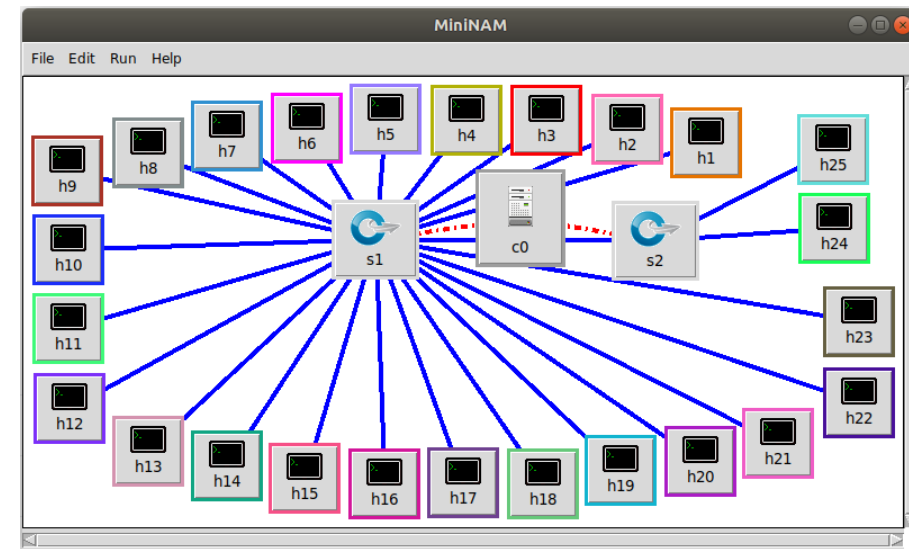 MiniNAM
File Edit Run Help
h5
h4
h3
h6
h2
h1
h7
h8
h25
h9
s1
c0
s2
h24
h10
h11
h23
h12
h22
h13
h14
h15
h16
h17
h18
h19
h20
h21